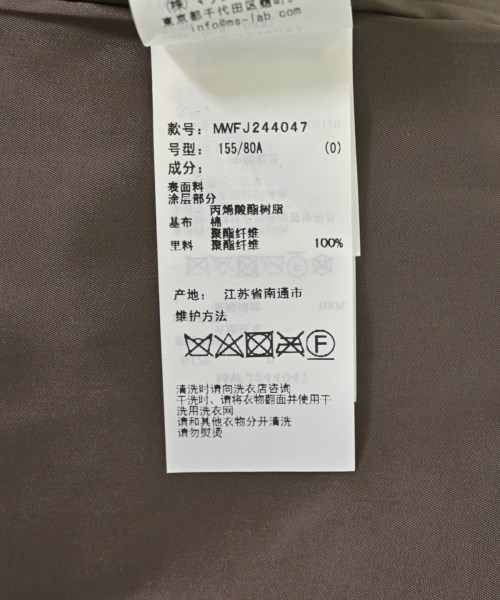 東京都千代田区麹町
info@ms-lab.com
款号: MWFJ244047
号型: 155/80A (0)
成分:
表面料
涂层部分
丙烯酸酯树脂
基布 棉
聚酯纤维
里料 聚酯纤维 100%
产地: 江苏省南通市
维护方法
F
清洗时请向洗衣店咨询
干洗时、请将衣物翻面并使用干
洗用洗衣网
请和其他衣物分开清洗
请勿熨烫